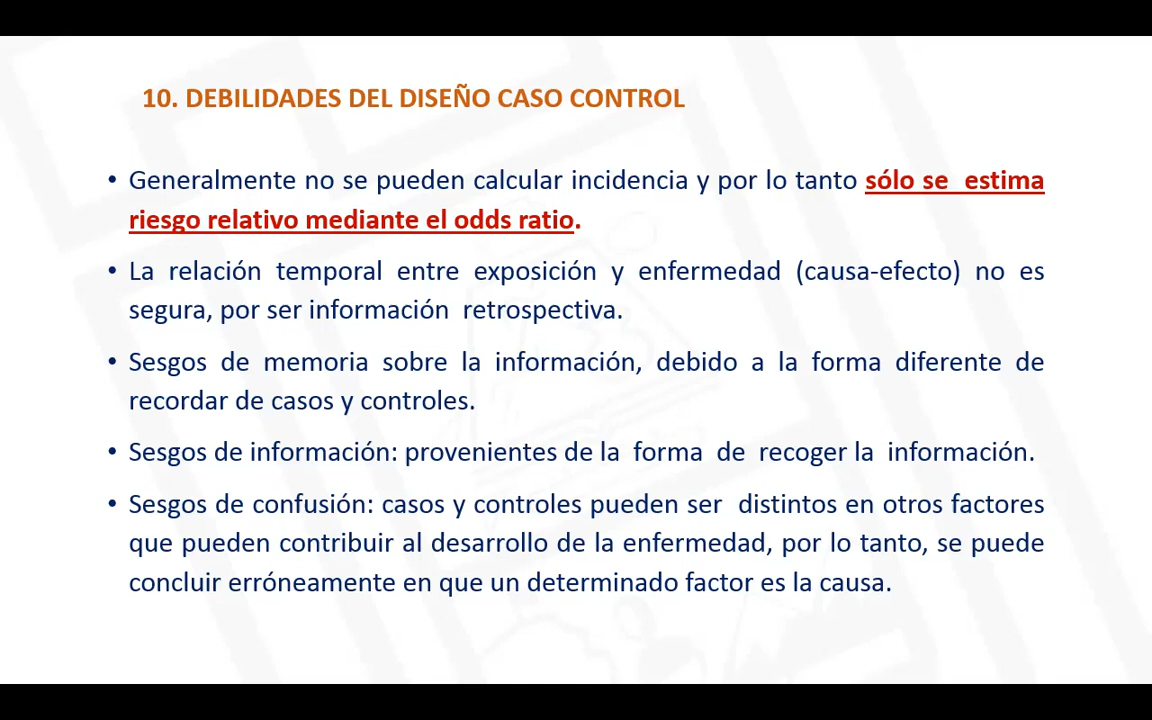 10. DEBILIDADES DEL DISEÑO CASO CONTROL
• Generalmente no se pueden calcular incidencia y por lo tanto sólo se estima
riesgo relativo mediante el odds ratio.
• La relación temporal entre exposición y enfermedad (causa-efecto) no es
segura, por ser información retrospectiva.
• Sesgos de memoria sobre la información, debido a la forma diferente de
recordar de casos y controles.
• Sesgos de información: provenientes de la forma de recoger la información.
• Sesgos de confusión: casos y controles pueden ser distintos en otros factores
que pueden contribuir al desarrollo de la enfermedad, por lo tanto, se puede
concluir erróneamente en que un determinado factor es la causa.